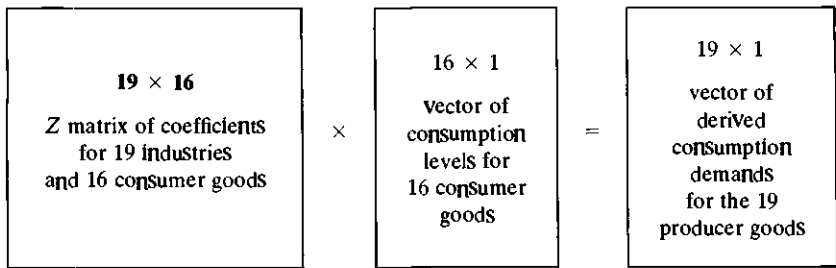 19 × 16
Z matrix of coefficients
for 19 industries
and 16 consumer goods
×
16 × 1
vector of
consumption
levels for
16 consumer
goods
=
19 × 1
vector of
derived
consumption
demands
for the 19
producer goods